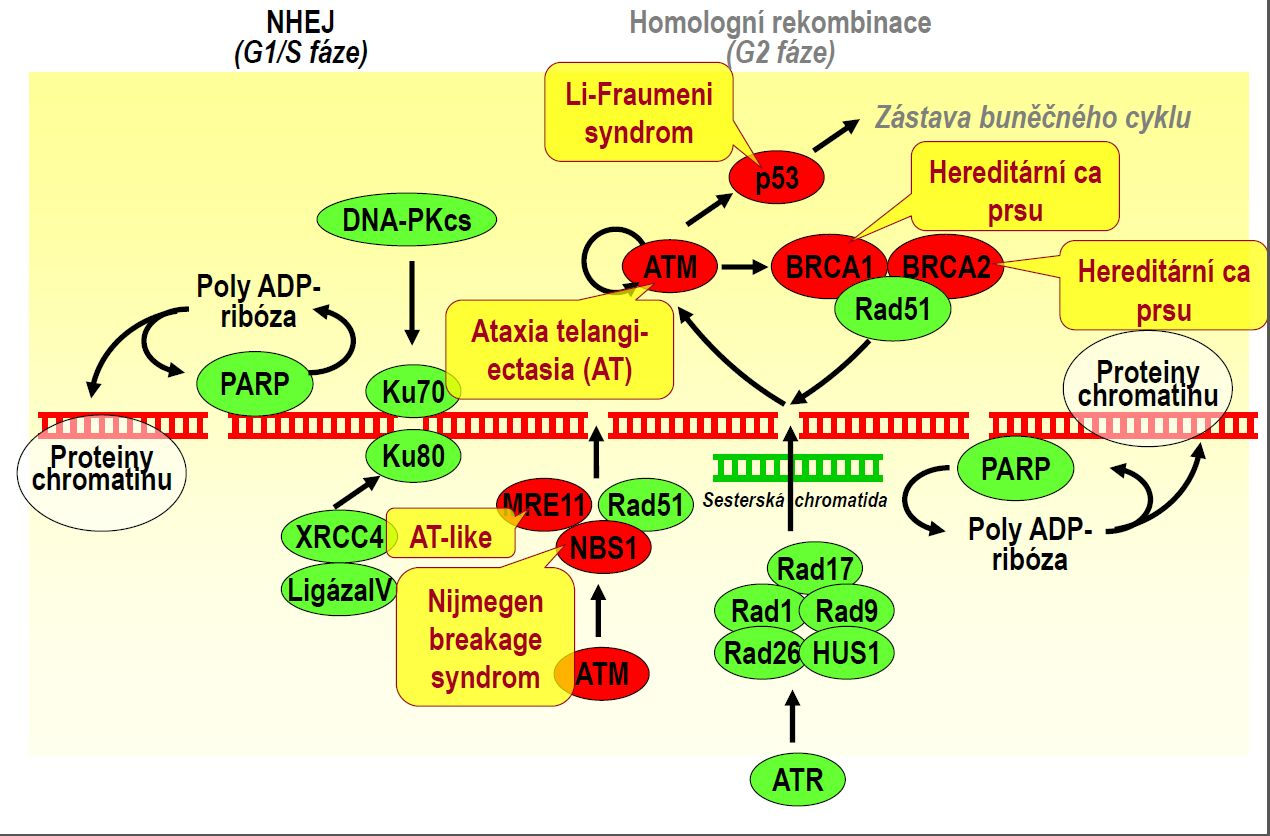 NHEJ
(G1/S fáze)
Homologní rekombinace
(G2 fáze)
Li-Fraumeni
syndrom
Zástava buněčného cyklu
p53
Hereditární ca
prsu
DNA-PKcs
ATM
BRCA1
BRCA2
Hereditární ca
prsu
Rad51
Poly ADP-
ribóza
Ataxia telangi-
ectasia (AT)
PARP
Ku70
Proteiny
chromatinu
Proteiny
chromatinu
Ku80
PARP
Sesterská chromatida
MRE11
Rad51
XRCC4
AT-like
NBS1
Poly ADP-
ribóza
LigázaIV
Nijmegen
breakage
syndrom
ATM
Rad17
Rad1
Rad9
Rad26
HUS1
ATR